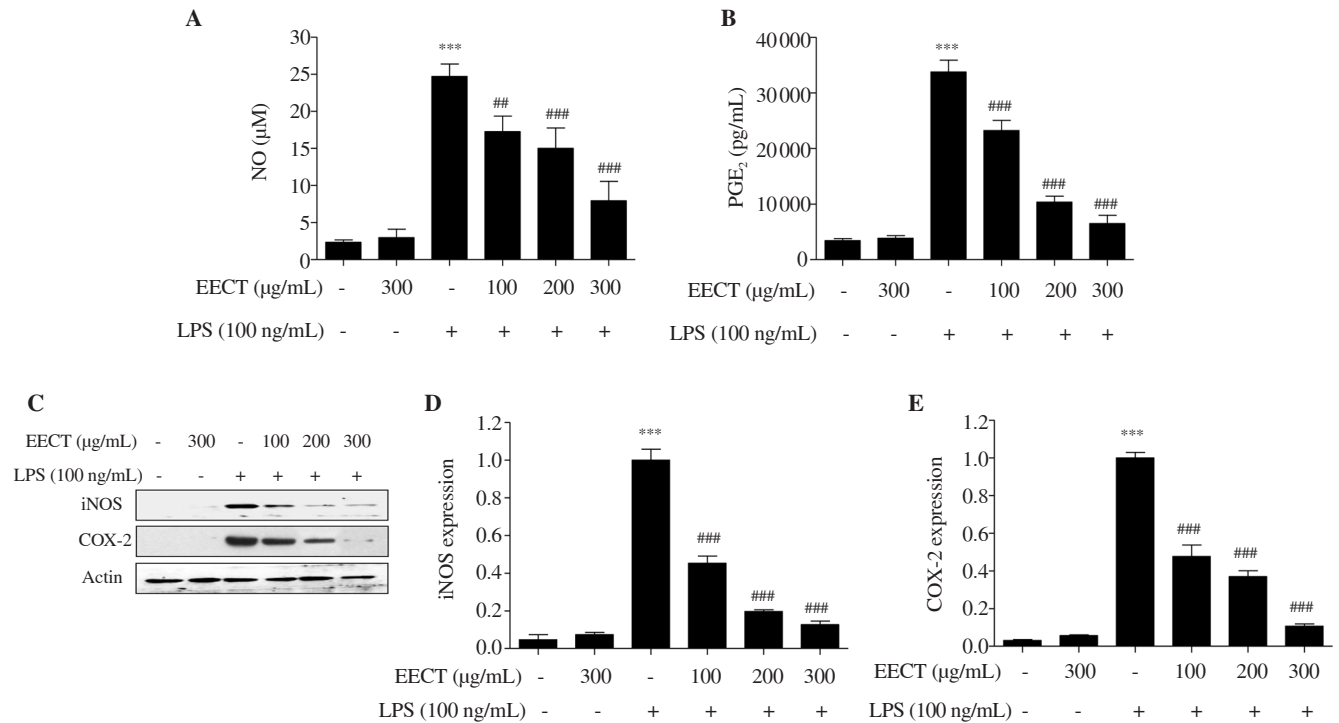 A
30
25
20
15
10
5
0
NO (μM)
***
##
###
###
EECT (μg/mL) - 300 - 100 200 300
LPS (100 ng/mL) - - + + + +
B
40 000
30 000
20 000
10 000
0
PGE₂ (pg/mL)
***
###
###
###
EECT (μg/mL) - 300 - 100 200 300
LPS (100 ng/mL) - - + + + +
C
EECT (μg/mL) - 300 - 100 200 300
LPS (100 ng/mL) - - + + + +
iNOS
COX-2
Actin
D
1.2
1.0
0.8
0.6
0.4
0.2
0.0
iNOS expression
***
###
###
###
EECT (μg/mL) - 300 - 100 200 300
LPS (100 ng/mL) - - + + + +
E
1.2
1.0
0.8
0.6
0.4
0.2
0.0
COX-2 expression
***
###
###
###
EECT (μg/mL) - 300 - 100 200 300
LPS (100 ng/mL) - - + + + +